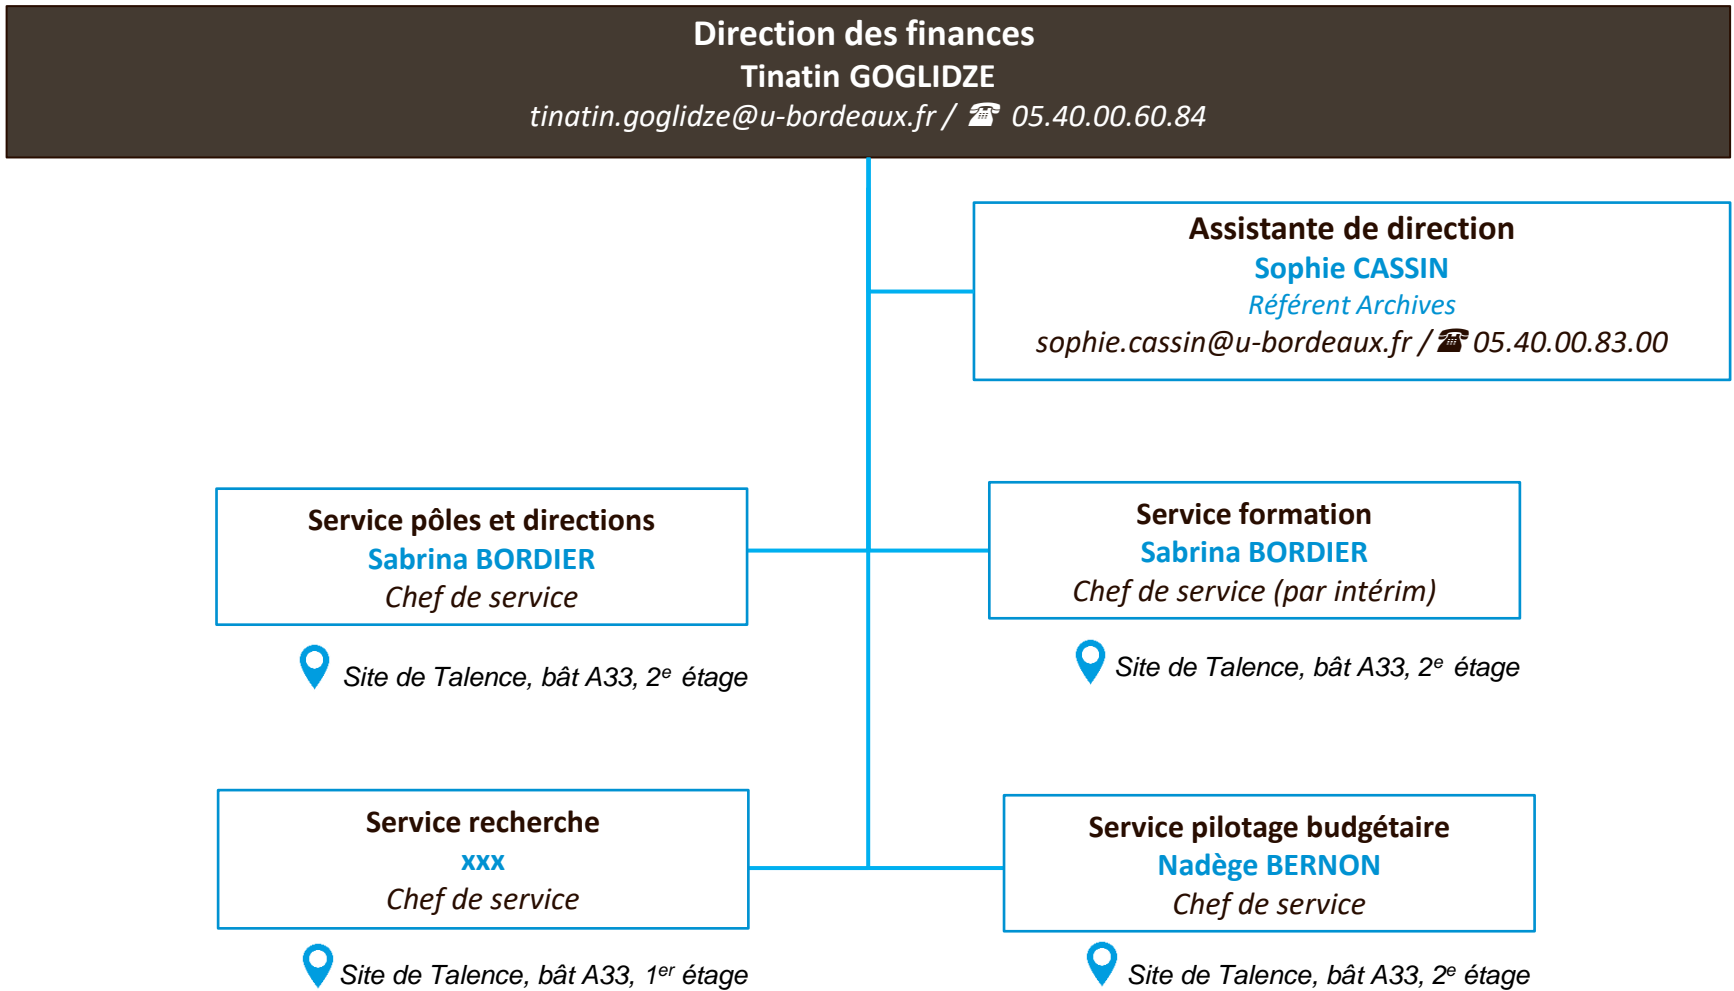 Direction des finances
Tinatin GOGLIDZE
tinatin.goglidze@u-bordeaux.fr / ☎ 05.40.00.60.84
Assistante de direction
Sophie CASSIN
Référent Archives
sophie.cassin@u-bordeaux.fr /☎ 05.40.00.83.00
Service pôles et directions
Sabrina BORDIER
Chef de service
Site de Talence, bât A33, 2e étage
Service formation
Sabrina BORDIER
Chef de service (par intérim)
Site de Talence, bât A33, 2e étage
Service recherche
xxx
Chef de service
Site de Talence, bât A33, 1er étage
Service pilotage budgétaire
Nadège BERNON
Chef de service
Site de Talence, bât A33, 2e étage